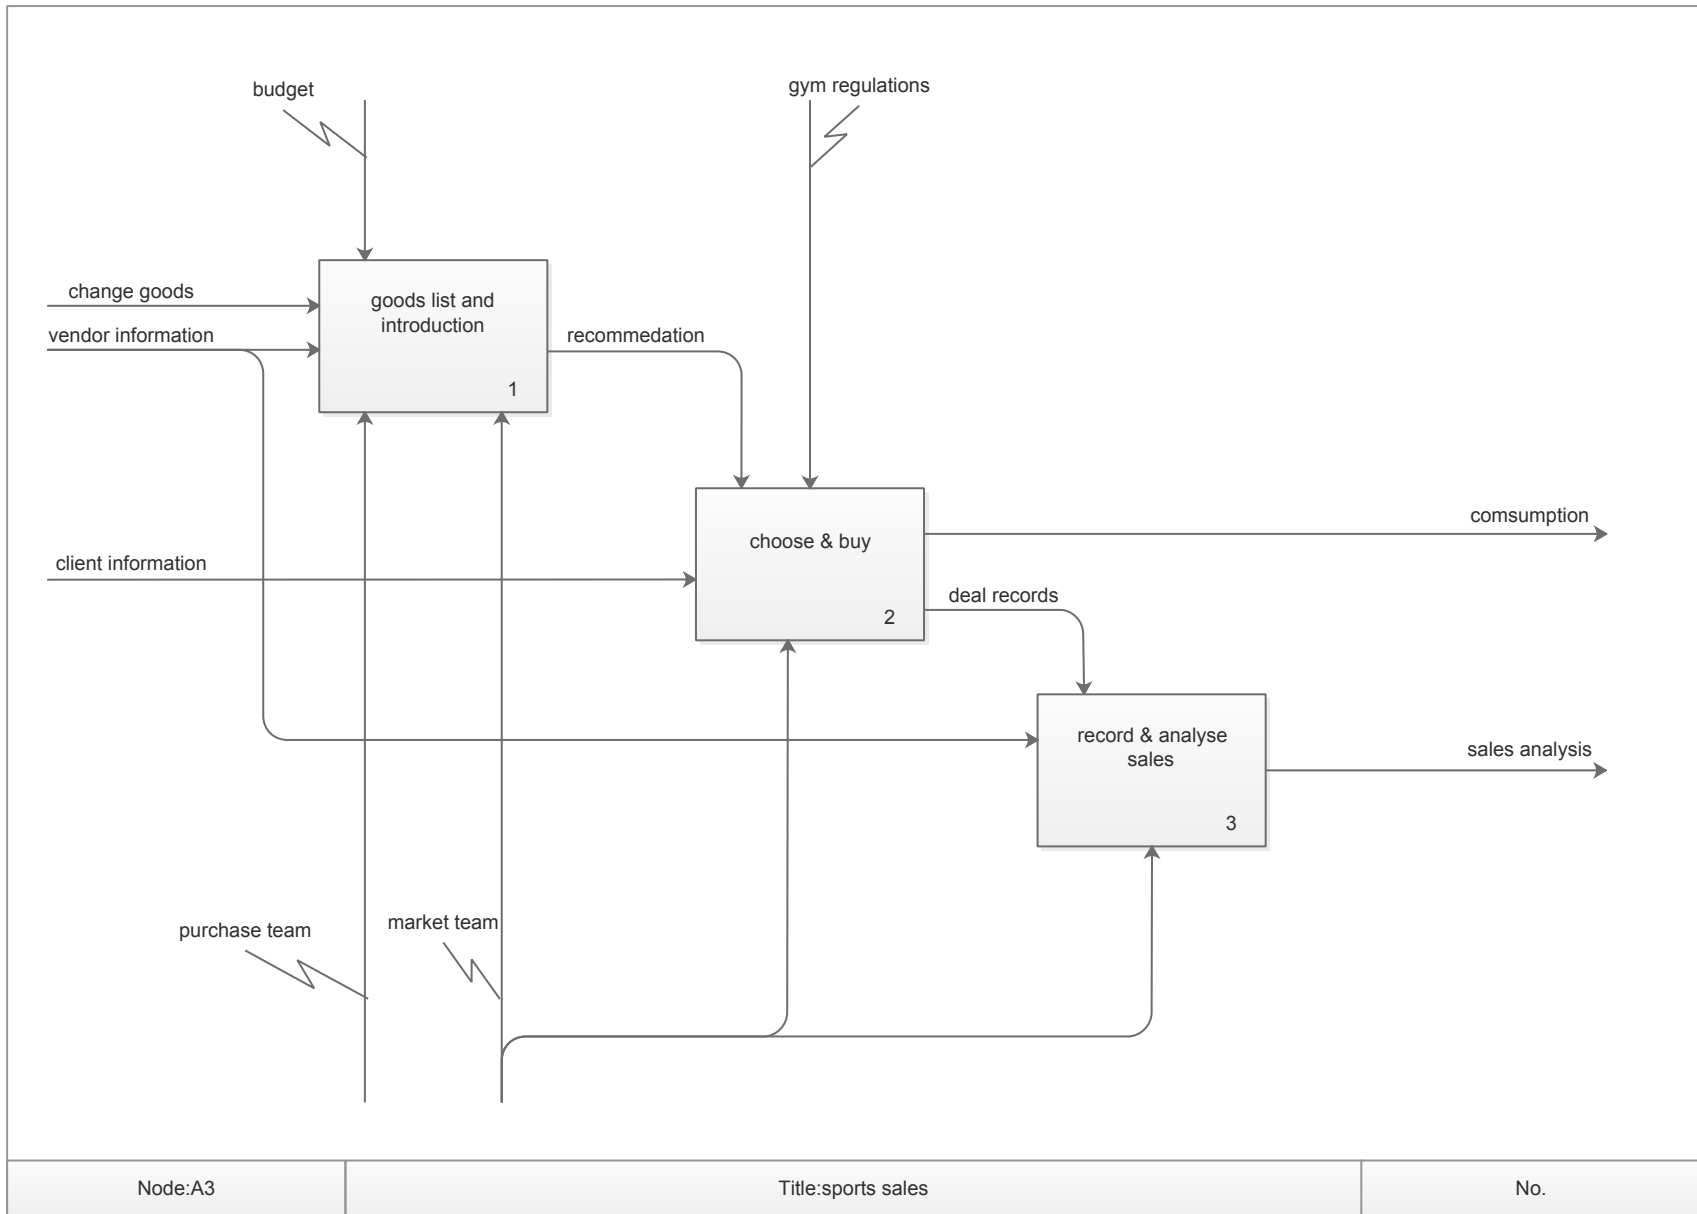 budget
gym regulations
change goods
vendor information
goods list and
introduction
1
recommedation
client information
choose & buy
2
comsumption
deal records
record & analyse
sales
3
sales analysis
purchase team
market team
Node:A3
Title:sports sales
No.